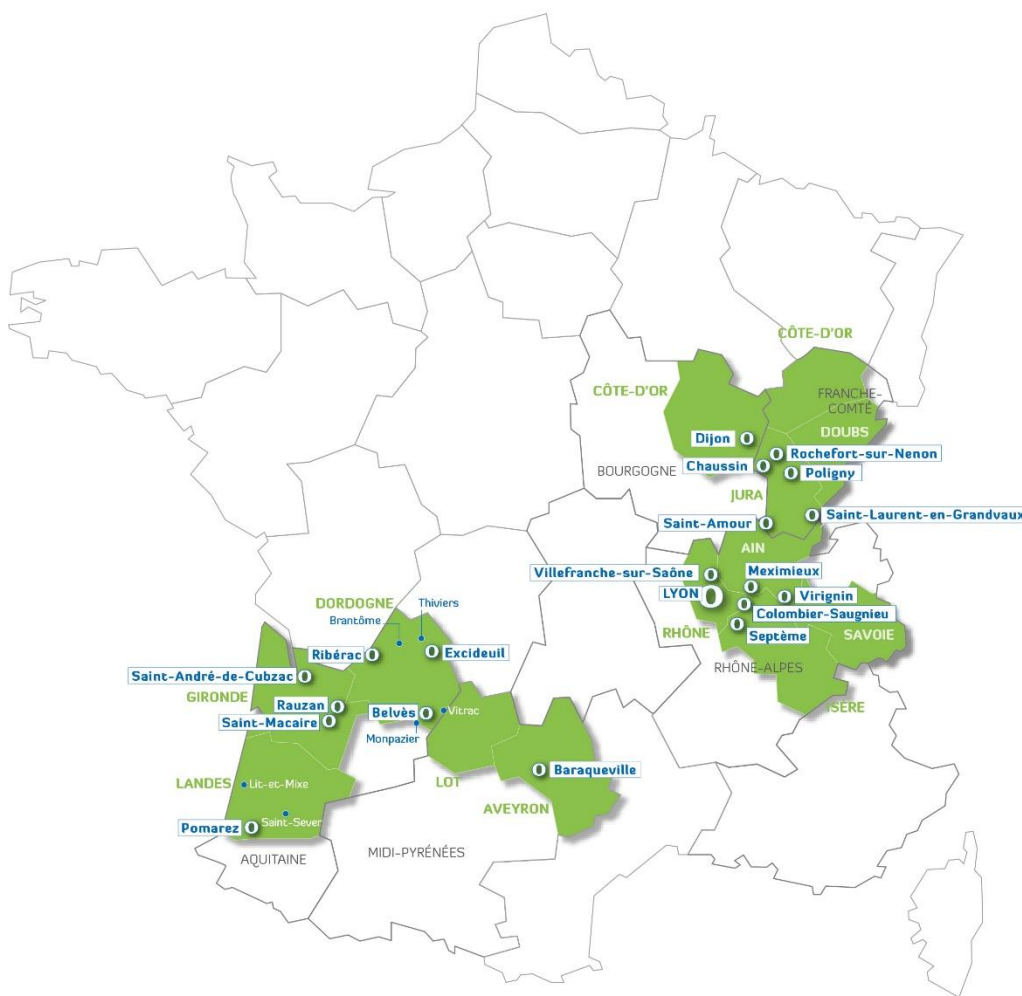 CÔTE-D'OR
CÔTE-D'OR
FRANCHE-
COMTÉ
DOUBS
Dijon
Rochefort-sur-Nenon
Chaussin
BOURGOGNE
Poligny
JURA
Saint-Laurent-en-Grandvaux
Saint-Amour
AIN
Villefranche-sur-Saône
Meximieux
LYON
Virignin
Colombier-Saugnieu
Septème
RHÔNE
SAVOIE
RHÔNE-ALPES
ISÈRE
DORDOGNE
Thiviers
Brantôme
Ribérac
Excideuil
Saint-André-de-Cubzac
GIRONDE
Rauzan
Saint-Macaire
Belvès
Vitrac
Monpazier
LANDES
Lit-et-Mixe
LOT
Baraqueville
AVEYRON
Saint-Sever
Pomarez
AQUITAINE
MIDI-PYRÉNÉES